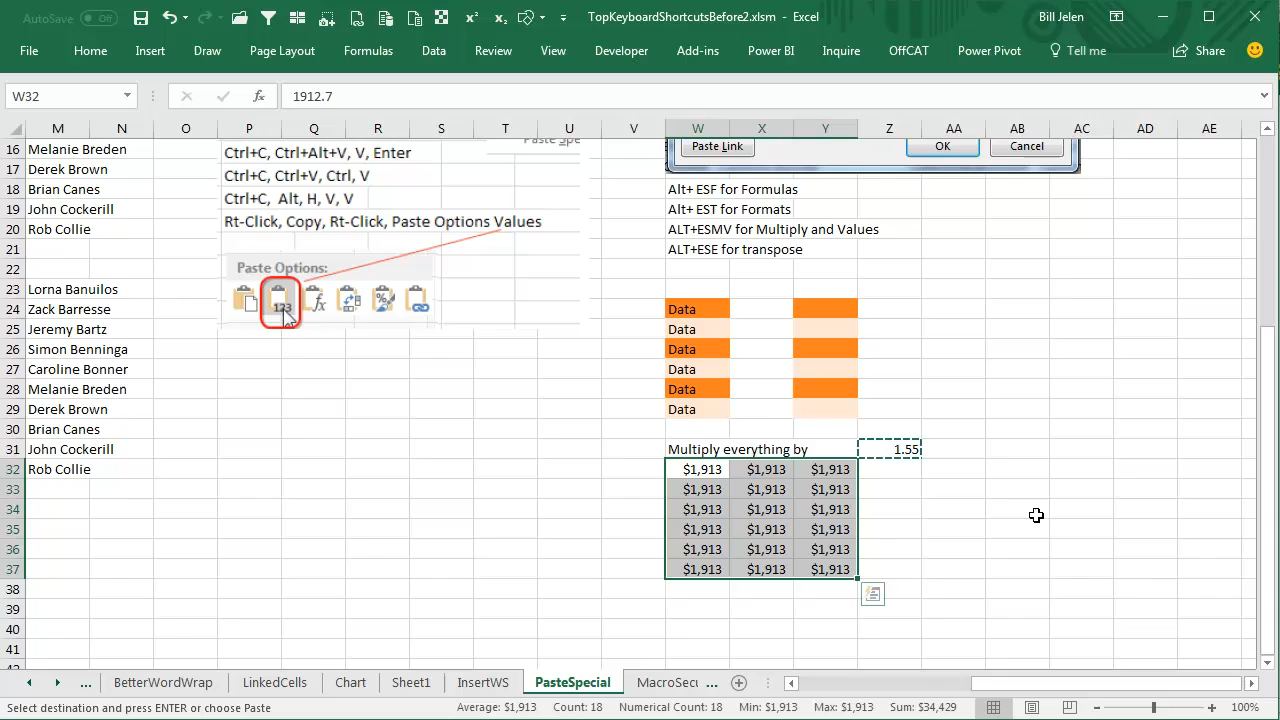 AutoSave Off TopKeyboardShortcutsBefore2.xlsm - Excel Bill Jelen
File Home Insert Draw Page Layout Formulas Data Review View Developer Add-ins Power BI Inquire OffCAT Power Pivot Tell me Share
W32 fx 1912.7
M N O P Q R S T U V W X Y Z AA AB AC AD AE
16 Melanie Breden Ctrl+C, Ctrl+Alt+V, V, Enter Paste Link OK Cancel
17 Derek Brown Ctrl+C, Ctrl+V, Ctrl, V
18 Brian Canes Alt+ ESF for Formulas
19 John Cockerill Ctrl+C, Alt, H, V, V Alt+ EST for Formats
20 Rob Collie Rt-Click, Copy, Rt-Click, Paste Options Values ALT+ESMV for Multiply and Values
21 ALT+ESE for transpose
22 Paste Options:
23 Lorna Banuilos
24 Zack Barresse 123 fx % Data
25 Jeremy Bartz Data
26 Simon Benninga Data
27 Caroline Bonner Data
28 Melanie Breden Data
29 Derek Brown Data
30 Brian Canes
31 John Cockerill Multiply everything by 1.55
32 Rob Collie $1,913 $1,913 $1,913
33 $1,913 $1,913 $1,913
34 $1,913 $1,913 $1,913
35 $1,913 $1,913 $1,913
36 $1,913 $1,913 $1,913
37 $1,913 $1,913 $1,913
38
39
40
41
... BetterWordWrap LinkedCells Chart Sheet1 InsertWS PasteSpecial MacroSecu ...
Select destination and press ENTER or choose Paste Average: $1,913 Count: 18 Numerical Count: 18 Min: $1,913 Max: $1,913 Sum: $34,429 100%